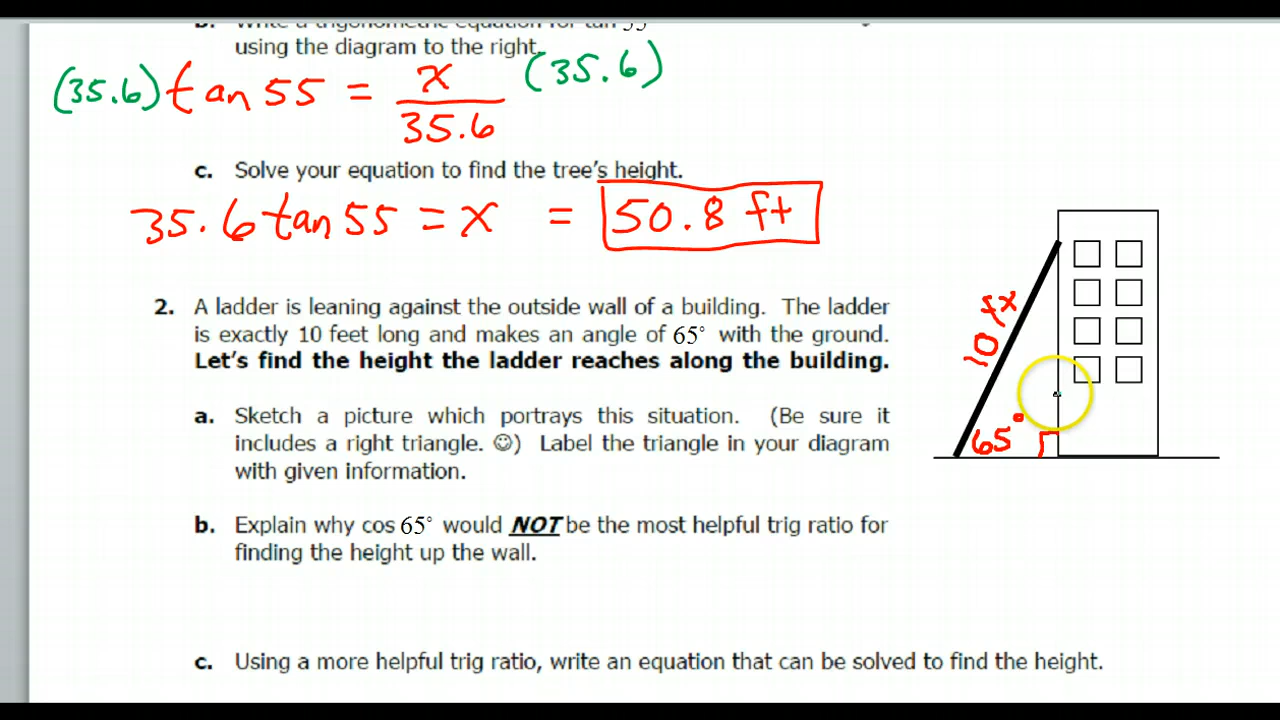 b. Write a trigonometric equation for tan 55°
using the diagram to the right.
(35.6) tan 55 = x / 35.6 (35.6)
c. Solve your equation to find the tree's height.
35.6 tan 55 = x = 50.8 ft
2. A ladder is leaning against the outside wall of a building. The ladder
is exactly 10 feet long and makes an angle of 65° with the ground.
Let's find the height the ladder reaches along the building.
a. Sketch a picture which portrays this situation. (Be sure it
includes a right triangle. ☺) Label the triangle in your diagram
with given information.
b. Explain why cos 65° would NOT be the most helpful trig ratio for
finding the height up the wall.
c. Using a more helpful trig ratio, write an equation that can be solved to find the height.
10 ft
65°